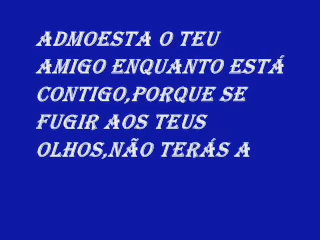 ADMOESTA O TEU
AMIGO ENQUANTO ESTÁ
CONTIGO,PORQUE SE
FUGIR AOS TEUS
OLHOS,NÃO TERÁS A